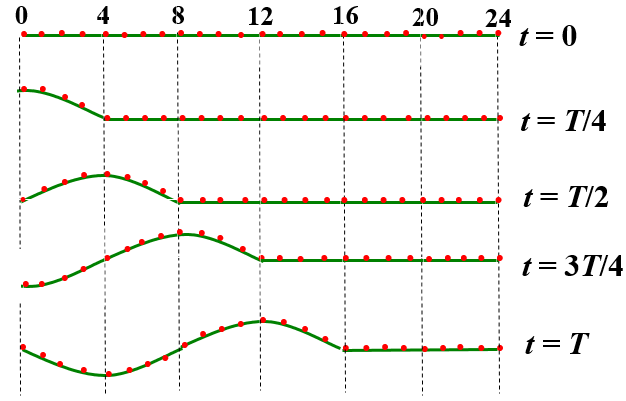 0 4 8 12 16 20 24
t = 0
t = T/4
t = T/2
t = 3T/4
t = T